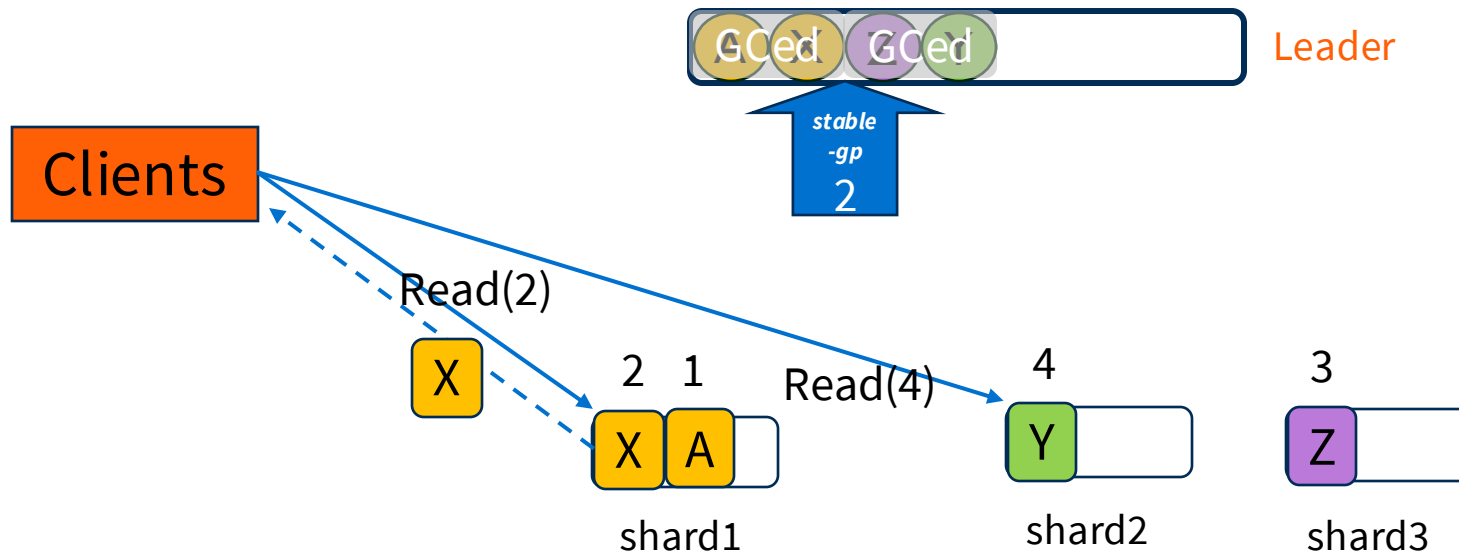 A X Z Y
GCed GCed
Leader
stable
-gp
2
Clients
Read(2)
X
Read(4)
2 1
X A
shard1
4
Y
shard2
3
Z
shard3